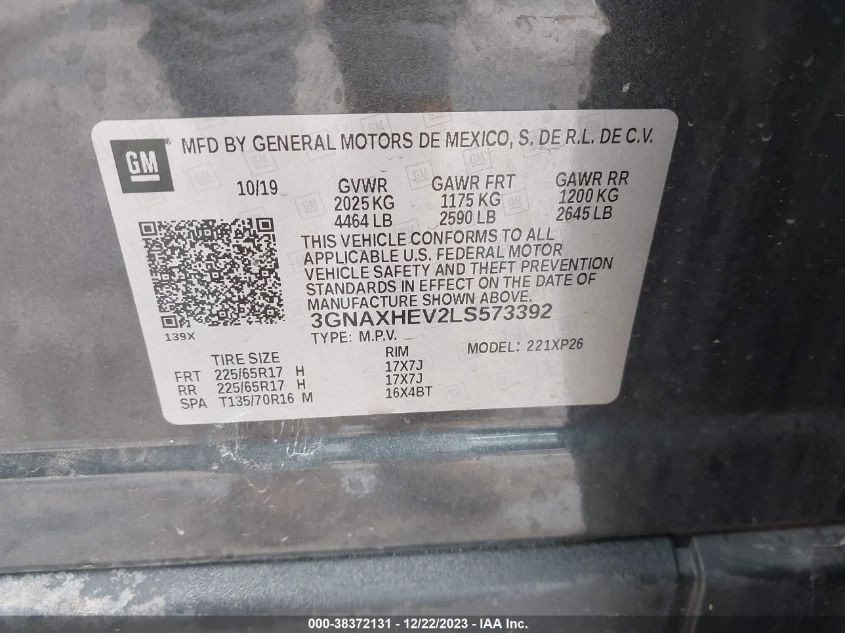 GM
®
MFD BY GENERAL MOTORS DE MEXICO, S. DE R.L. DE C.V.
10/19 GVWR GAWR FRT GAWR RR
2025 KG 1175 KG 1200 KG
4464 LB 2590 LB 2645 LB
THIS VEHICLE CONFORMS TO ALL
APPLICABLE U.S. FEDERAL MOTOR
VEHICLE SAFETY AND THEFT PREVENTION
STANDARDS IN EFFECT ON THE DATE OF
MANUFACTURE SHOWN ABOVE.
3GNAXHEV2LS573392
139X
TYPE: M.P.V. MODEL: 221XP26
TIRE SIZE RIM
FRT 225/65R17 H 17X7J
RR 225/65R17 H 17X7J
SPA T135/70R16 M 16X4BT
000-38372131 - 12/22/2023 - IAAI.com.